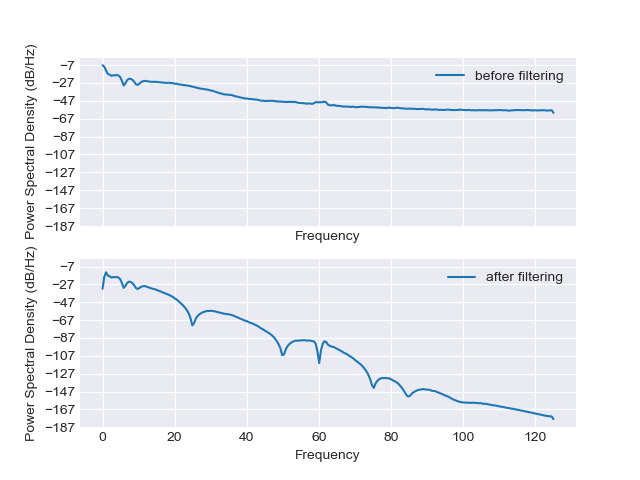 Power Spectral Density (dB/Hz)
−7
−27
−47
−67
−87
−107
−127
−147
−167
−187
before filtering
Frequency
Power Spectral Density (dB/Hz)
−7
−27
−47
−67
−87
−107
−127
−147
−167
−187
after filtering
0 20 40 60 80 100 120
Frequency